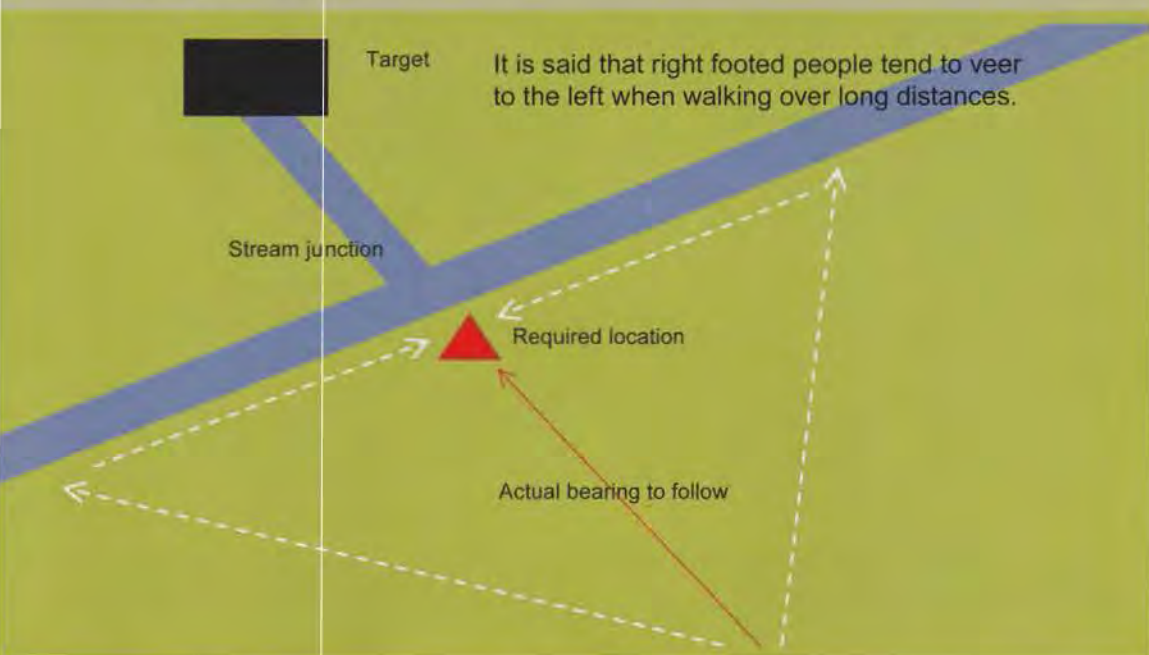 Target
It is said that right footed people tend to veer
to the left when walking over long distances.
Stream junction
Required location
Actual bearing to follow